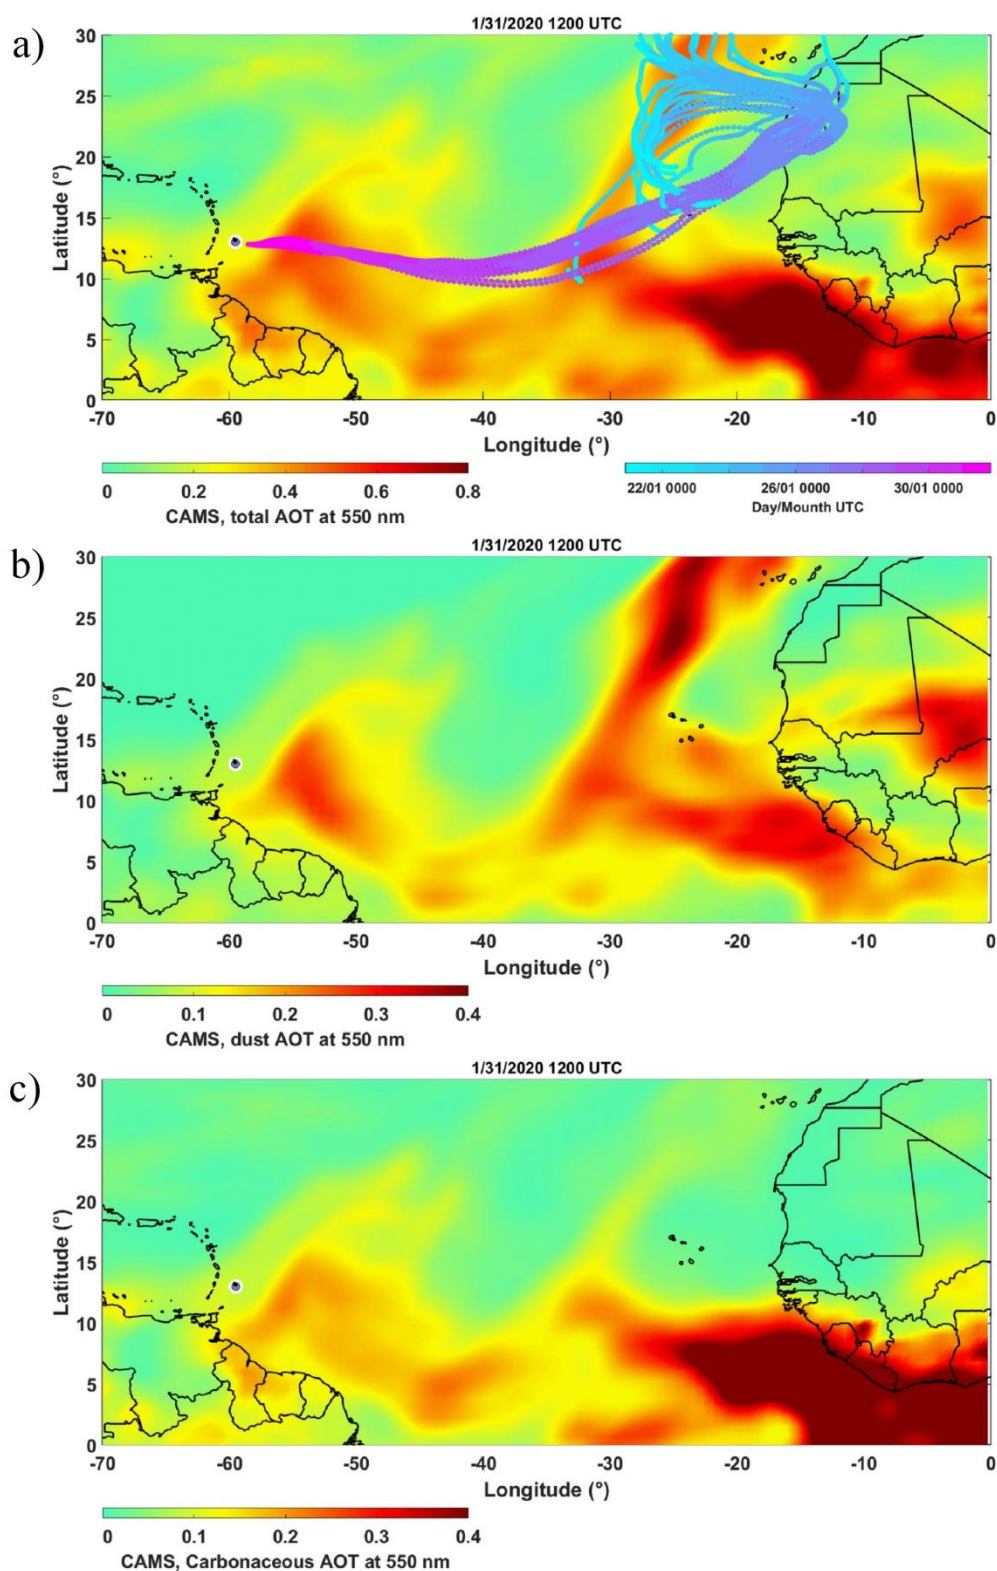 a)
1/31/2020 1200 UTC
30
25
20
15
10
5
0
Latitude (°)
-70 -60 -50 -40 -30 -20 -10 0
Longitude (°)
0 0.2 0.4 0.6 0.8
CAMS, total AOT at 550 nm
22/01 0000 26/01 0000 30/01 0000
Day/Mounth UTC
b)
1/31/2020 1200 UTC
30
25
20
15
10
5
0
Latitude (°)
-70 -60 -50 -40 -30 -20 -10 0
Longitude (°)
0 0.1 0.2 0.3 0.4
CAMS, dust AOT at 550 nm
c)
1/31/2020 1200 UTC
30
25
20
15
10
5
0
Latitude (°)
-70 -60 -50 -40 -30 -20 -10 0
Longitude (°)
0 0.1 0.2 0.3 0.4
CAMS, Carbonaceous AOT at 550 nm